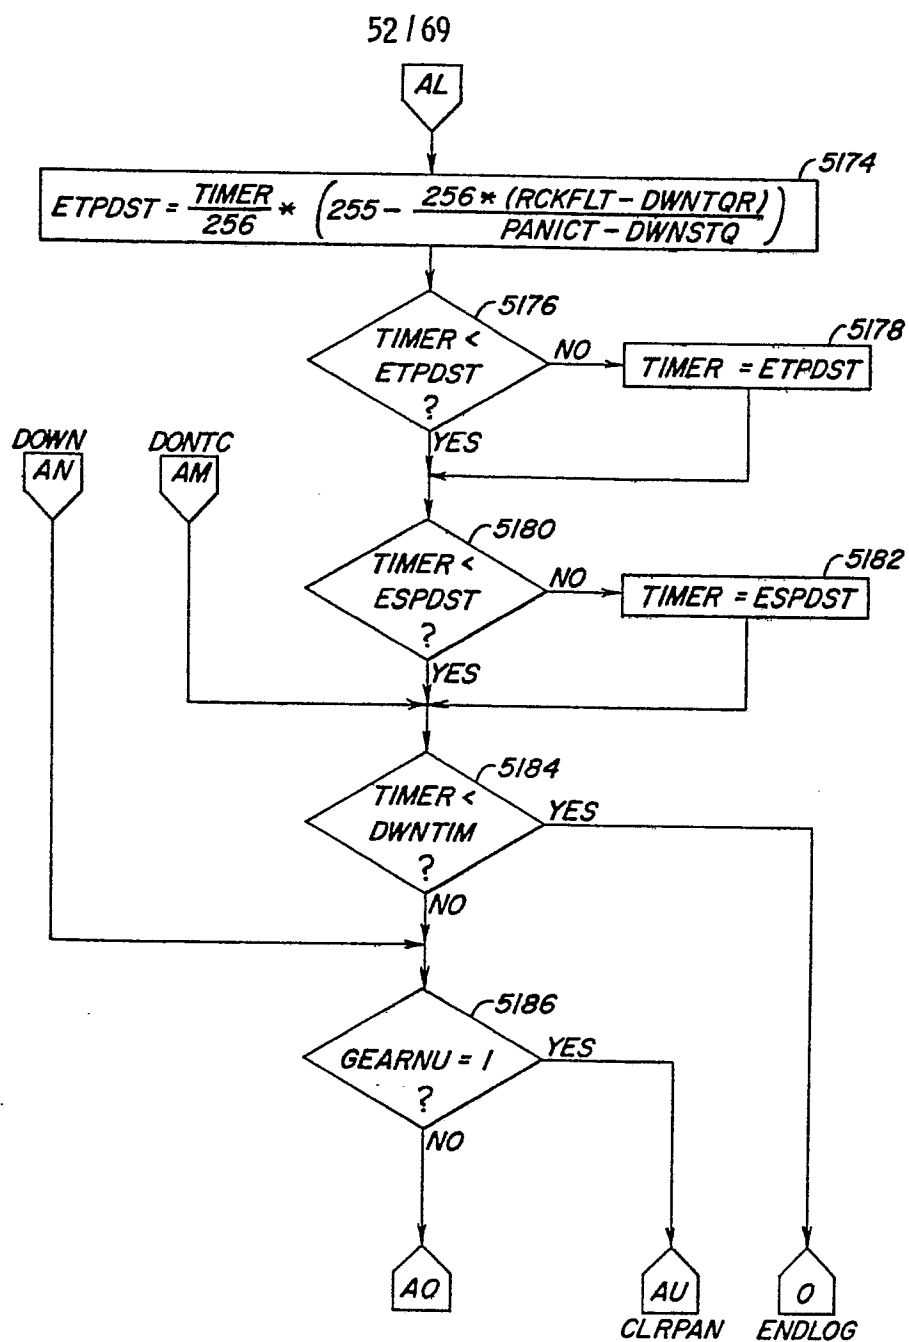 52/69
AL
5174
ETPDST = TIMER/256 * (255 - 256 * (RCKFLT - DWNTQR)/PANICT - DWNSTQ)
5176
TIMER <
ETPDST
?
NO
5178
TIMER = ETPDST
YES
DOWN
AN
DONTC
AM
5180
TIMER <
ESPDST
?
NO
5182
TIMER = ESPDST
YES
5184
TIMER <
DWNTIM
?
YES
NO
5186
GEARNU = 1
?
YES
NO
AO
AU
CLRPAN
O
ENDLOG